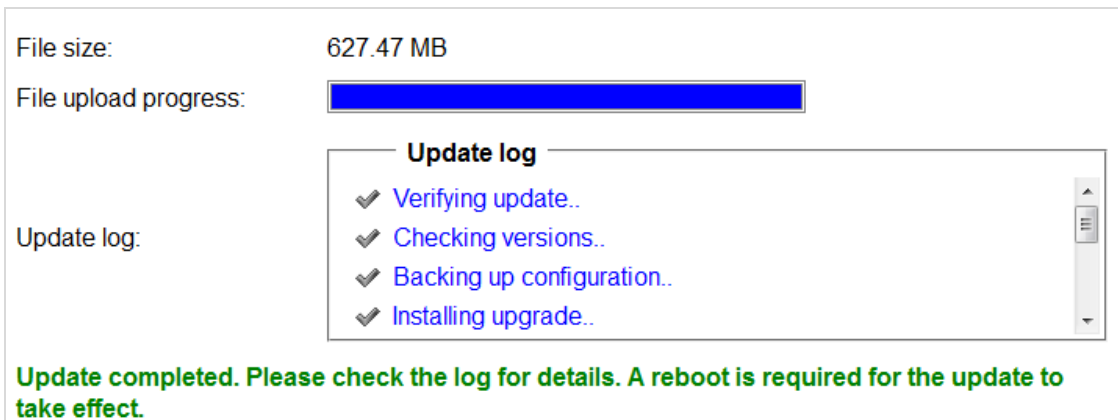 File size: 627.47 MB
File upload progress:
Update log
Verifying update..
Checking versions..
Update log:
Backing up configuration..
Installing upgrade..
Update completed. Please check the log for details. A reboot is required for the update to
take effect.